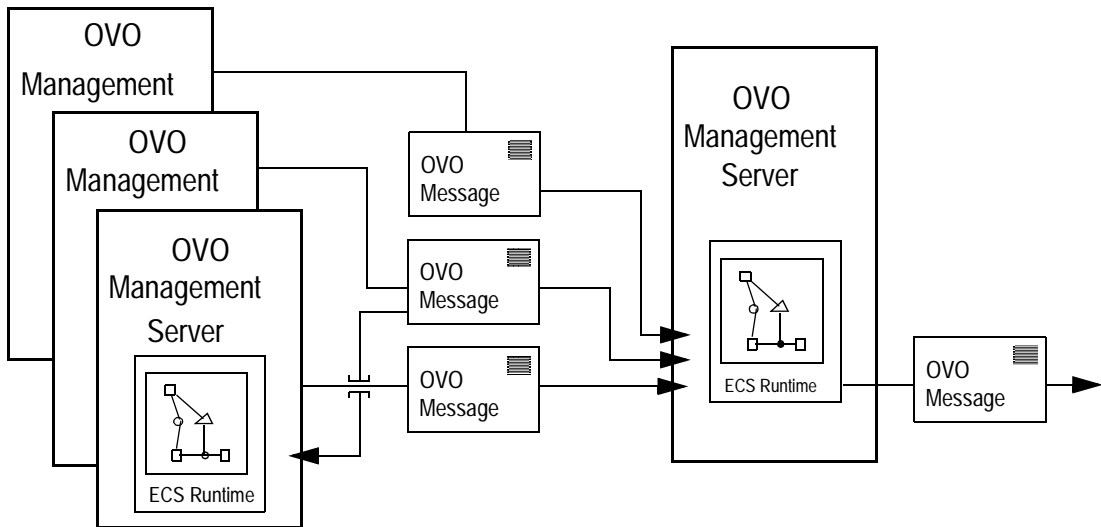 OVO
Management
OVO
Management
OVO
Management
Server
ECS Runtime
OVO
Message
OVO
Message
OVO
Message
OVO
Management
Server
ECS Runtime
OVO
Message